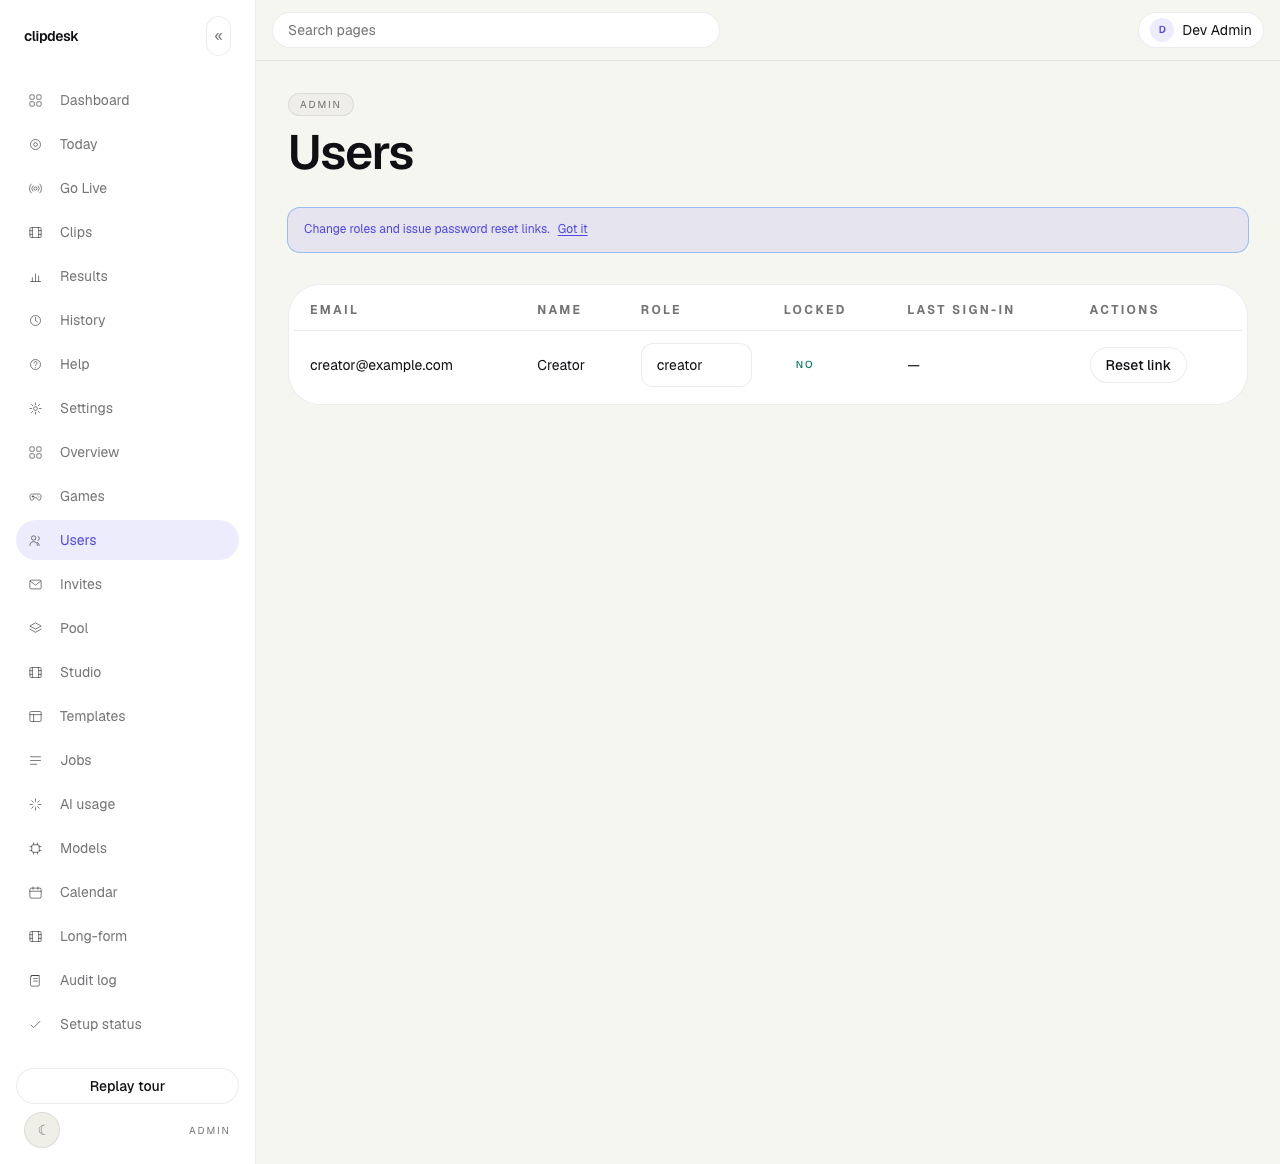 clipdesk
«
Search pages
D
Dev Admin
Dashboard
Today
Go Live
Clips
Results
History
Help
Settings
Overview
Games
Users
Invites
Pool
Studio
Templates
Jobs
AI usage
Models
Calendar
Long-form
Audit log
Setup status
Replay tour
ADMIN
ADMIN
Users
Change roles and issue password reset links. Got it
EMAIL NAME ROLE LOCKED LAST SIGN-IN ACTIONS
creator@example.com Creator creator NO — Reset link